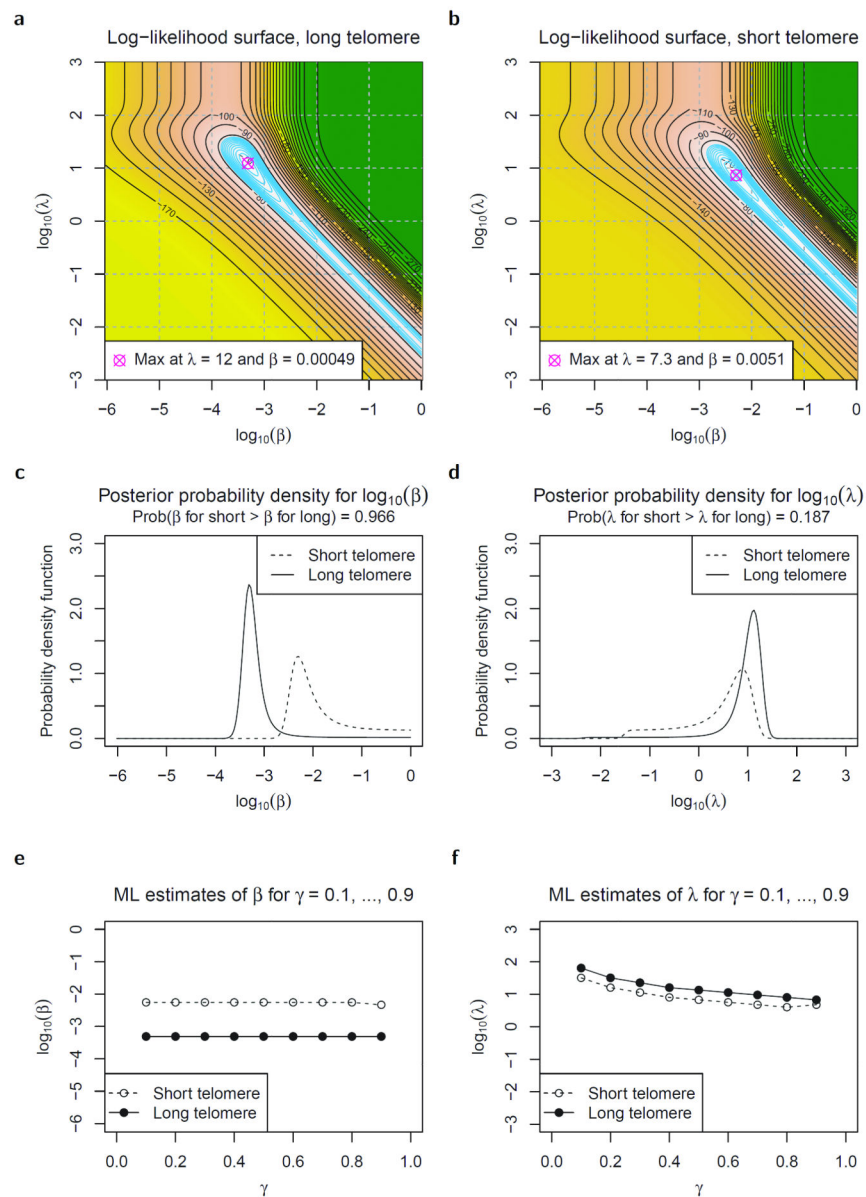 a
b
Log−likelihood surface, long telomere
Log−likelihood surface, short telomere
log10(λ)
3
2
1
0
−1
−2
−3
−100
−90
−80
−130
−170
−110
−210
Max at λ = 12 and β = 0.00049
−6 −5 −4 −3 −2 −1 0
log10(β)
log10(λ)
3
2
1
0
−1
−2
−3
−110
−130
−100
−90
−80
−140
Max at λ = 7.3 and β = 0.0051
−6 −5 −4 −3 −2 −1 0
log10(β)
c
d
Posterior probability density for log10(β)
Prob(β for short > β for long) = 0.966
Probability density function
3.0
2.0
1.0
0.0
Short telomere
Long telomere
−6 −5 −4 −3 −2 −1 0
log10(β)
Posterior probability density for log10(λ)
Prob(λ for short > λ for long) = 0.187
Probability density function
3.0
2.0
1.0
0.0
Short telomere
Long telomere
−3 −2 −1 0 1 2 3
log10(λ)
e
f
ML estimates of β for γ = 0.1, ..., 0.9
log10(β)
0
−1
−2
−3
−4
−5
−6
Short telomere
Long telomere
0.0 0.2 0.4 0.6 0.8 1.0
γ
ML estimates of λ for γ = 0.1, ..., 0.9
log10(λ)
3
2
1
0
−1
−2
−3
Short telomere
Long telomere
0.0 0.2 0.4 0.6 0.8 1.0
γ